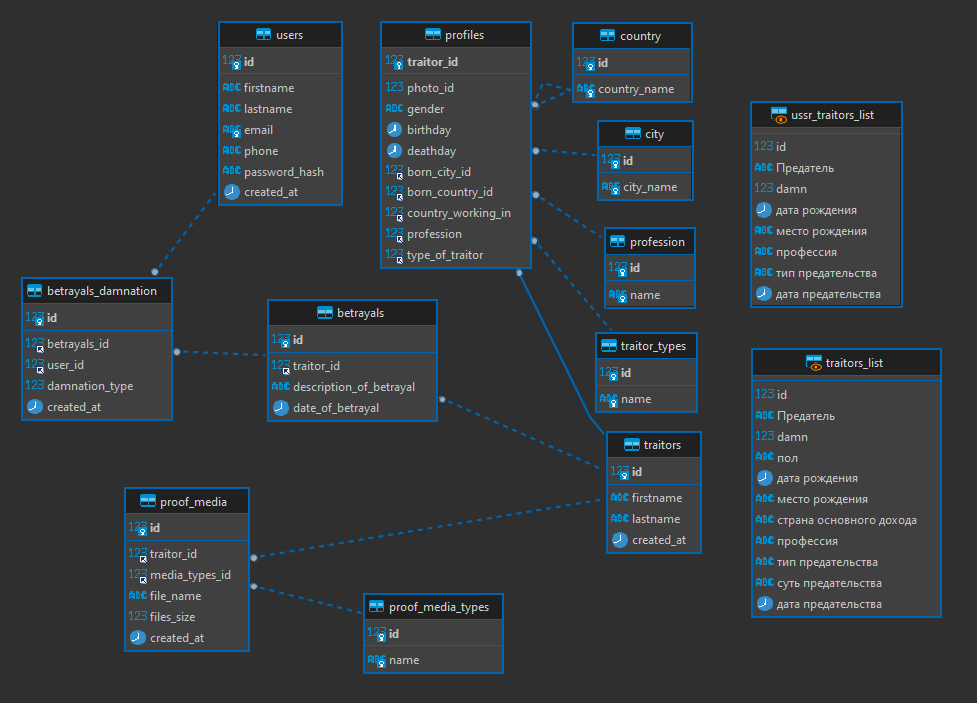 users
123 id
ABC firstname
ABC lastname
ABC email
ABC phone
ABC password_hash
created_at
profiles
123 traitor_id
123 photo_id
ABC gender
birthday
deathday
123 born_city_id
123 born_country_id
123 country_working_in
123 profession
123 type_of_traitor
country
123 id
ABC country_name
city
123 id
ABC city_name
profession
123 id
ABC name
traitor_types
123 id
ABC name
ussr_traitors_list
123 id
ABC Предатель
123 damn
дата рождения
ABC место рождения
ABC профессия
ABC тип предательства
дата предательства
betrayals_damnation
123 id
123 betrayals_id
123 user_id
123 damnation_type
created_at
betrayals
123 id
123 traitor_id
ABC description_of_betrayal
date_of_betrayal
traitors
123 id
ABC firstname
ABC lastname
created_at
traitors_list
123 id
ABC Предатель
123 damn
ABC пол
дата рождения
ABC место рождения
ABC страна основного дохода
ABC профессия
ABC тип предательства
ABC суть предательства
дата предательства
proof_media
123 id
123 traitor_id
123 media_types_id
ABC file_name
123 files_size
created_at
proof_media_types
123 id
ABC name